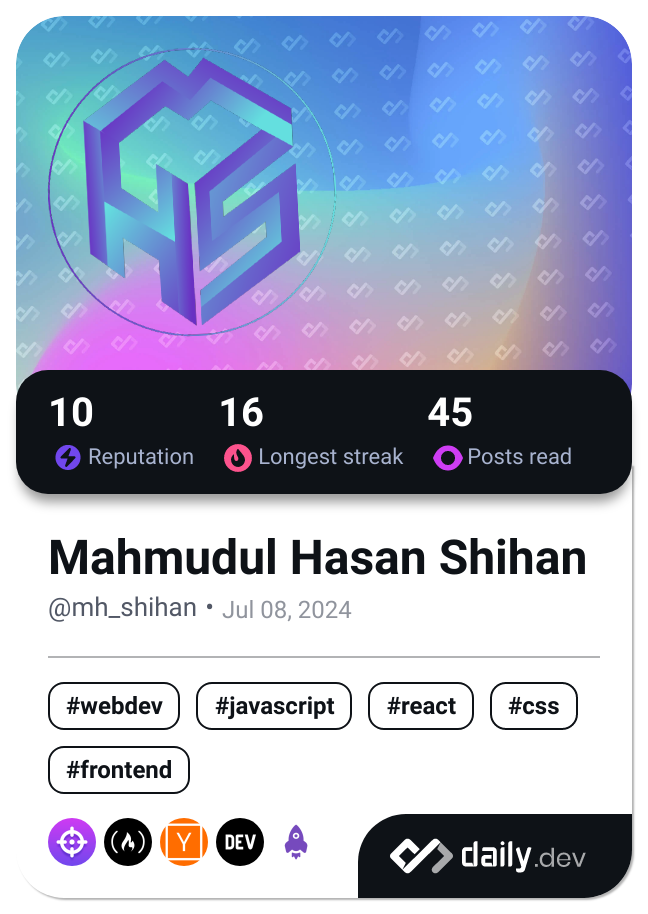 10 16 45
Reputation Longest streak Posts read
Mahmudul Hasan Shihan
@mh_shihan • Jul 08, 2024
#webdev #javascript #react #css
#frontend
Y DEV daily.dev